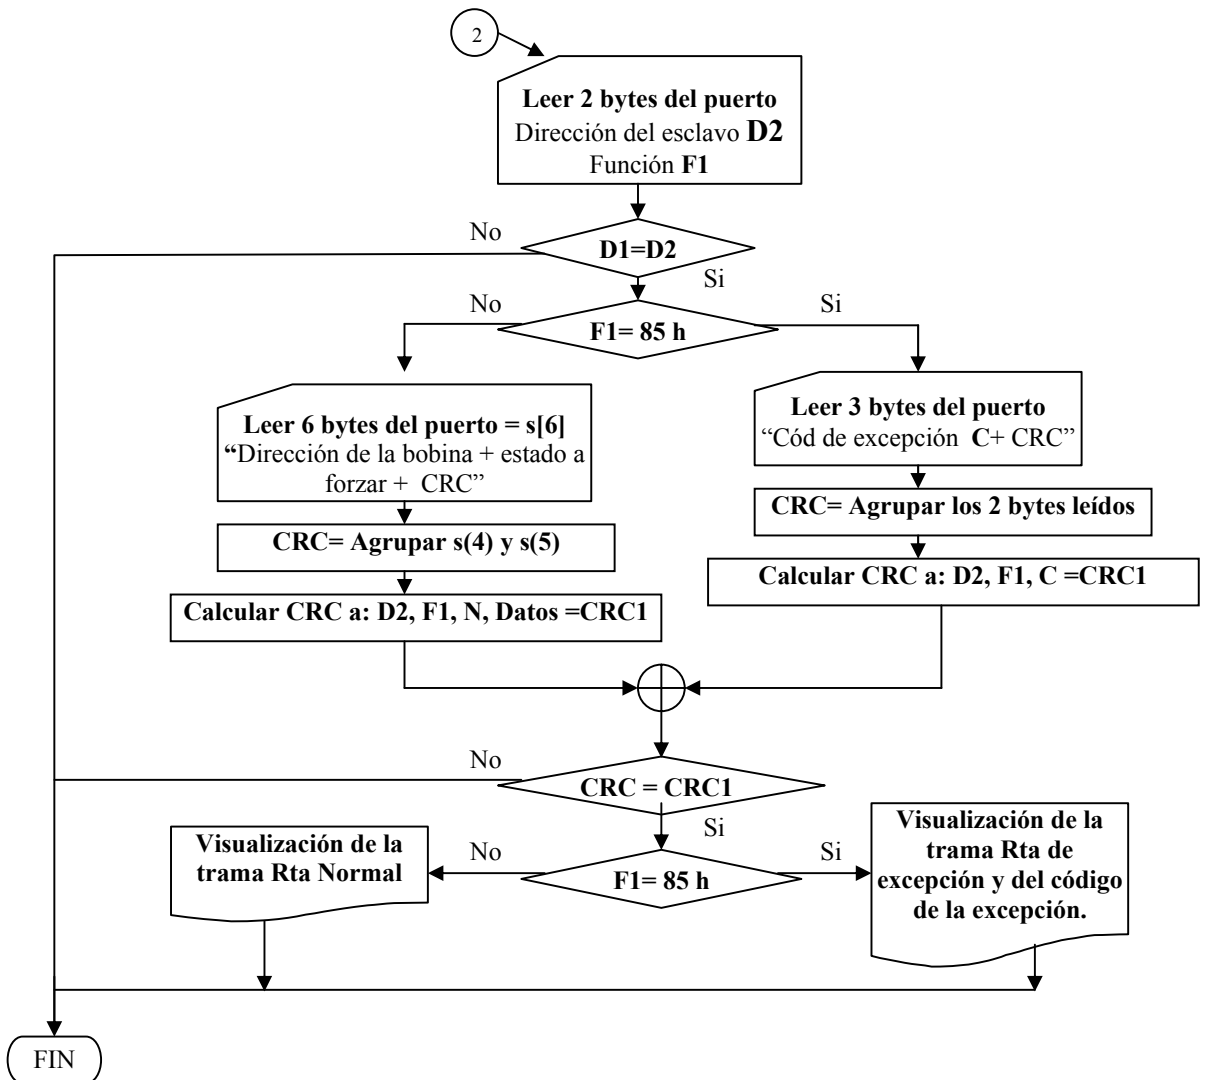 2
Leer 2 bytes del puerto
Dirección del esclavo D2
Función F1
No
D1=D2
Si
No
F1= 85 h
Si
Leer 6 bytes del puerto = s[6]
“Dirección de la bobina + estado a
forzar + CRC”
Leer 3 bytes del puerto
“Cód de excepción C+ CRC”
CRC= Agrupar s(4) y s(5)
CRC= Agrupar los 2 bytes leídos
Calcular CRC a: D2, F1, N, Datos =CRC1
Calcular CRC a: D2, F1, C =CRC1
No
CRC = CRC1
Si
Visualización de la
trama Rta Normal
No
F1= 85 h
Si
Visualización de la
trama Rta de
excepción y del código
de la excepción.
FIN